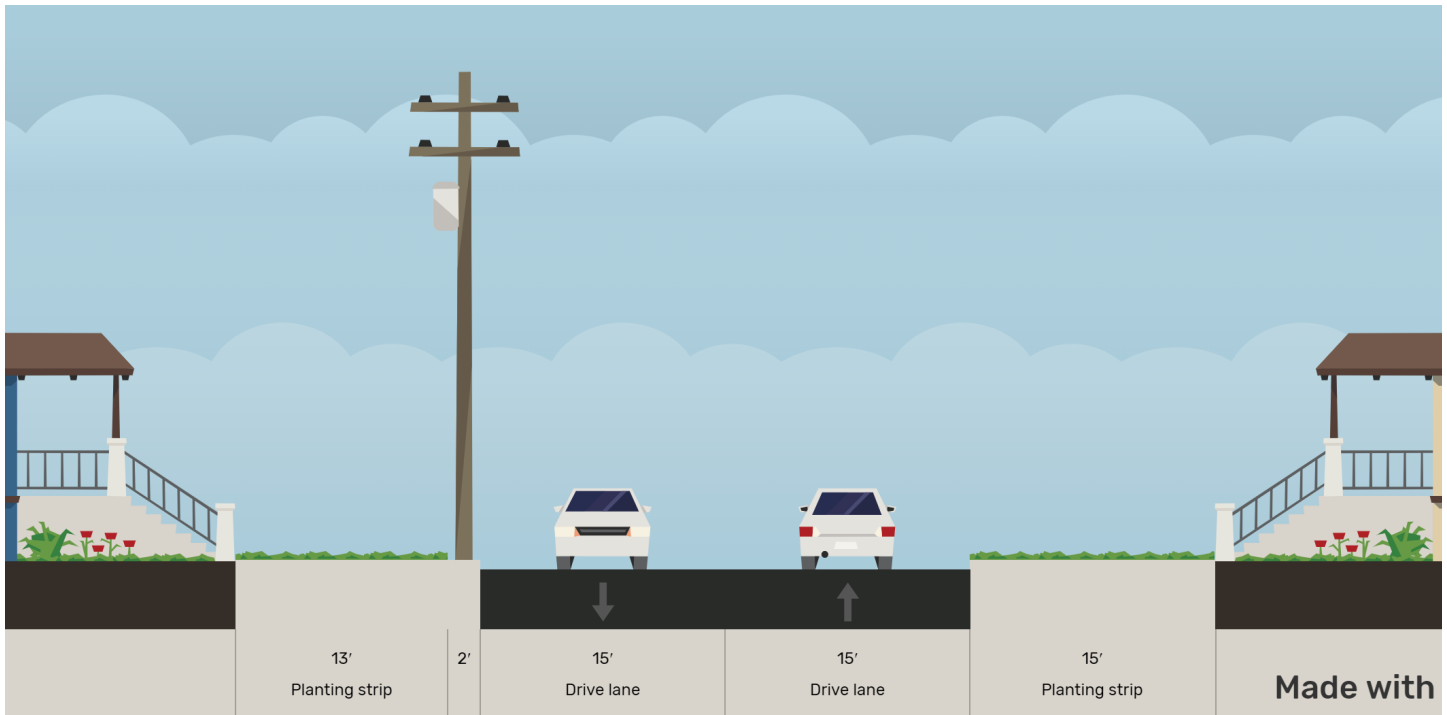 13′
Planting strip
2′
15′
Drive lane
15′
Drive lane
15′
Planting strip
Made with